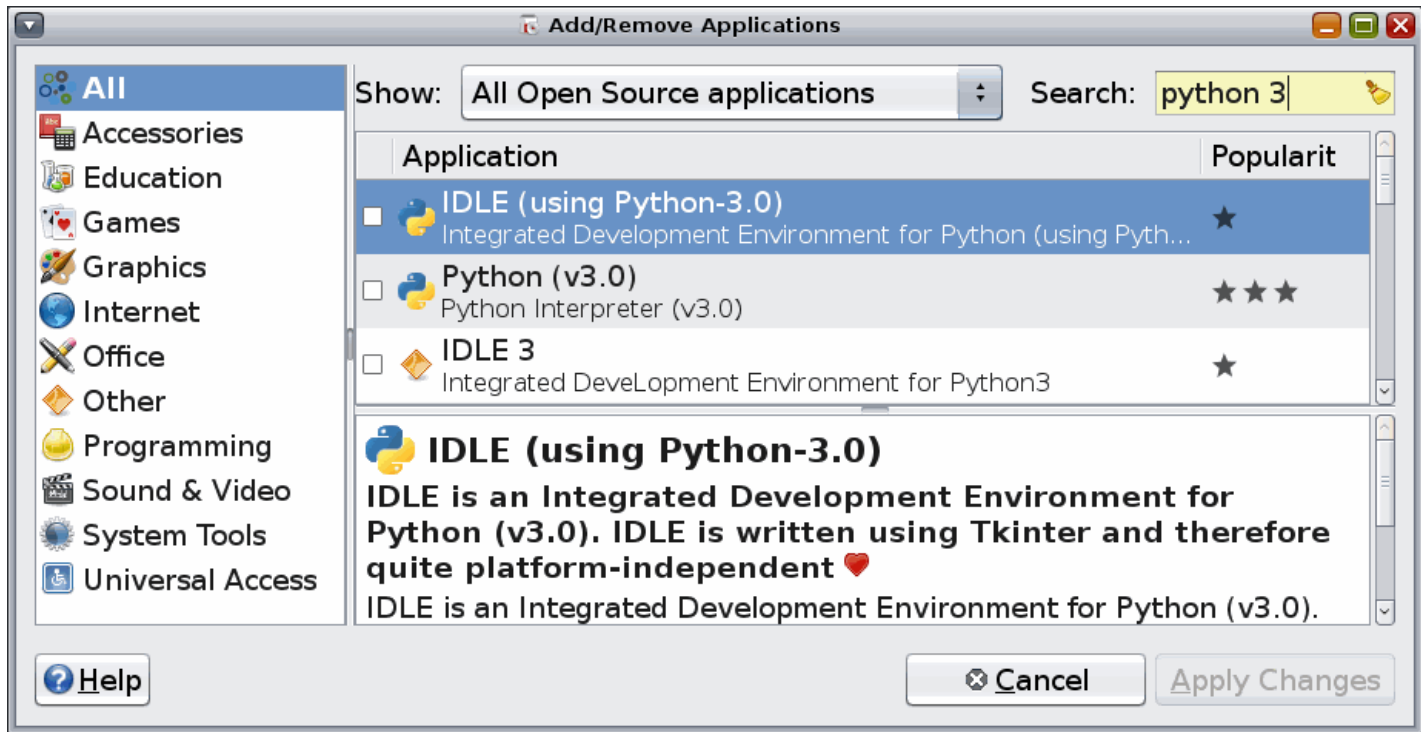 Add/Remove Applications
All
Accessories
Education
Games
Graphics
Internet
Office
Other
Programming
Sound & Video
System Tools
Universal Access
Show: All Open Source applications Search: python 3
Application Popularit
IDLE (using Python-3.0)
Integrated Development Environment for Python (using Pyth...
Python (v3.0)
Python Interpreter (v3.0)
IDLE 3
Integrated DeveLopment Environment for Python3
IDLE (using Python-3.0)
IDLE is an Integrated Development Environment for
Python (v3.0). IDLE is written using Tkinter and therefore
quite platform-independent
IDLE is an Integrated Development Environment for Python (v3.0).
Help Cancel Apply Changes